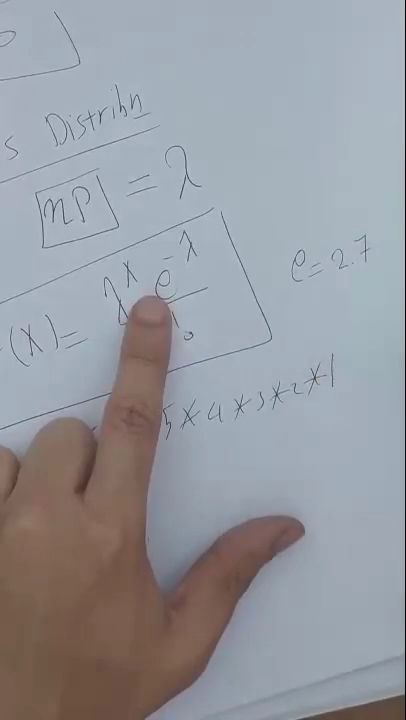 s Distribn
np = λ
(x) = λ^x e^-λ / !
e = 2.7
5 * 4 * 3 * 2 * 1